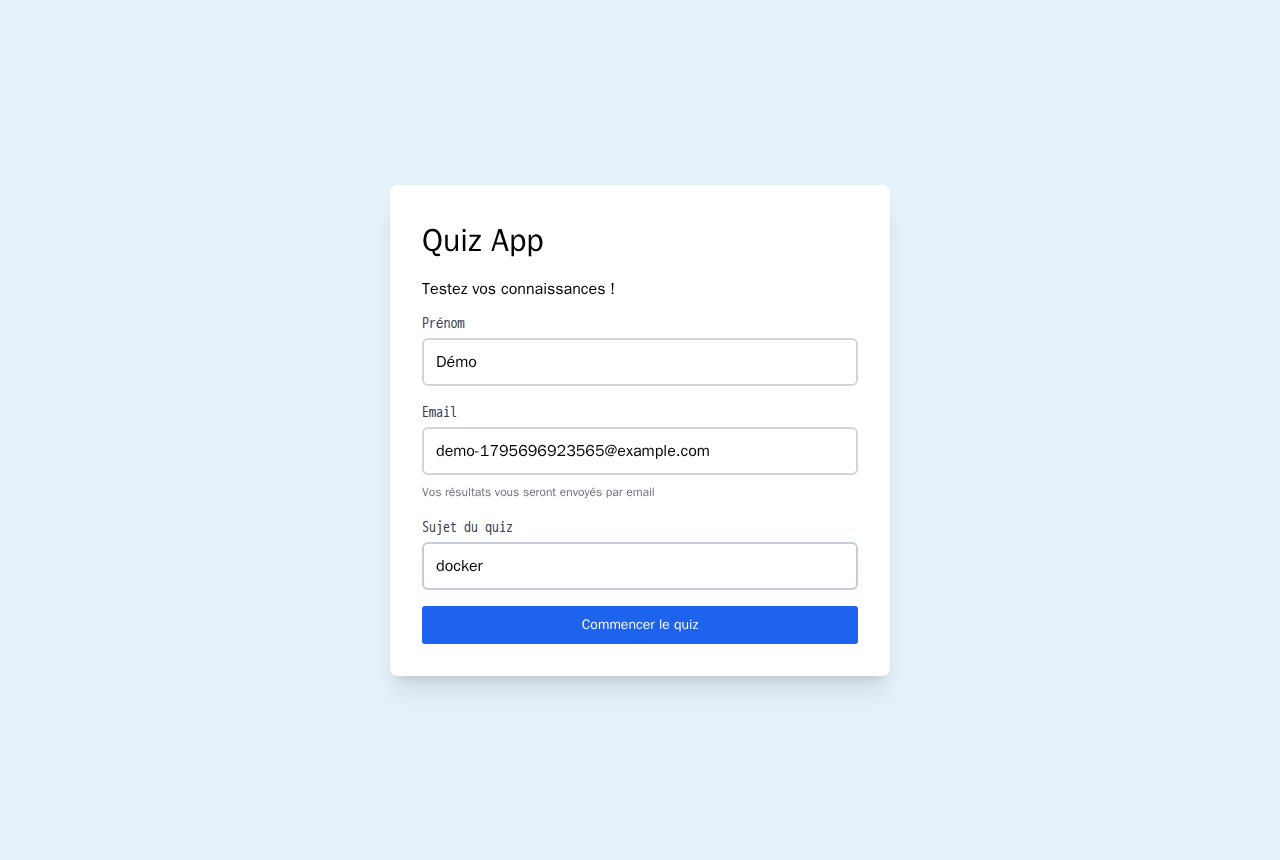 Quiz App
Testez vos connaissances !
Prénom
Démo
Email
demo-1795696923565@example.com
Vos résultats vous seront envoyés par email
Sujet du quiz
docker
Commencer le quiz